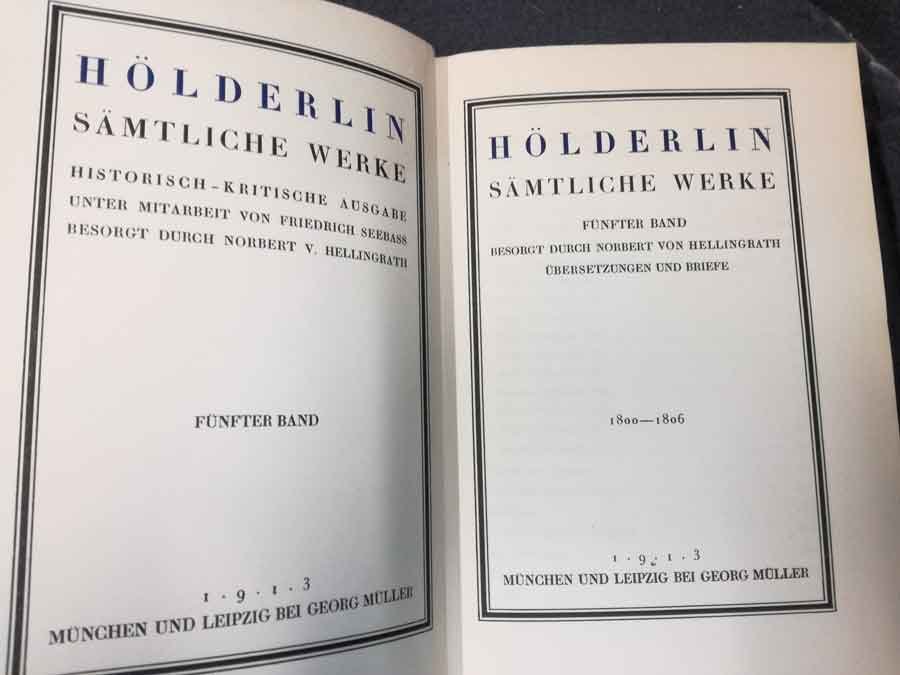 HÖLDERLIN
SÄMTLICHE WERKE
HISTORISCH-KRITISCHE AUSGABE
UNTER MITARBEIT VON FRIEDRICH SEEBASS
BESORGT DURCH NORBERT V. HELLINGRATH
FÜNFTER BAND
1·9·1·3
MÜNCHEN UND LEIPZIG BEI GEORG MÜLLER
HÖLDERLIN
SÄMTLICHE WERKE
FÜNFTER BAND
BESORGT DURCH NORBERT VON HELLINGRATH
ÜBERSETZUNGEN UND BRIEFE
1800—1806
1·9·1·3
MÜNCHEN UND LEIPZIG BEI GEORG MÜLLER